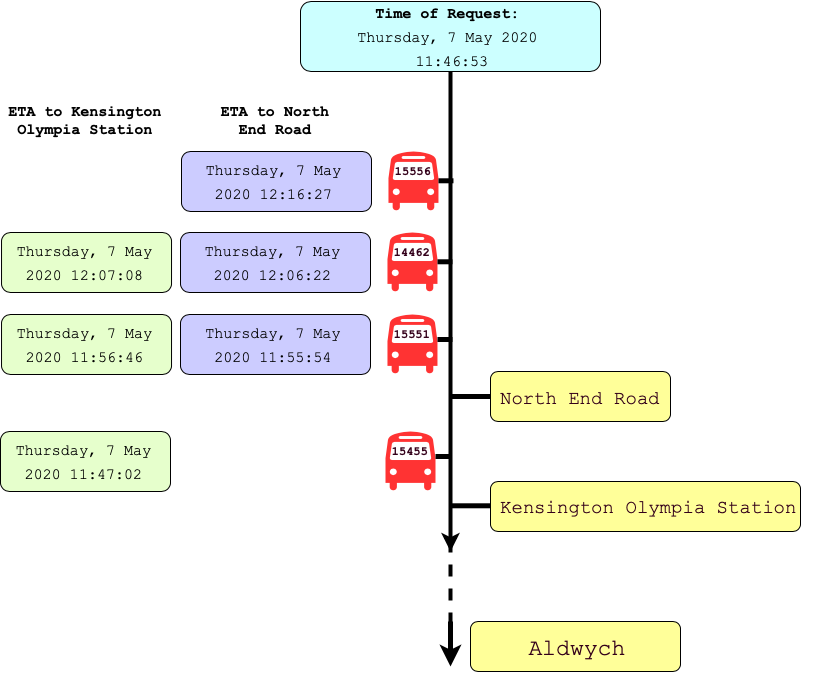 Time of Request:
Thursday, 7 May 2020
11:46:53
ETA to Kensington
Olympia Station
ETA to North
End Road
Thursday, 7 May
2020 12:16:27
15556
Thursday, 7 May
2020 12:07:08
Thursday, 7 May
2020 12:06:22
14462
Thursday, 7 May
2020 11:56:46
Thursday, 7 May
2020 11:55:54
15551
North End Road
Thursday, 7 May
2020 11:47:02
15455
Kensington Olympia Station
Aldwych